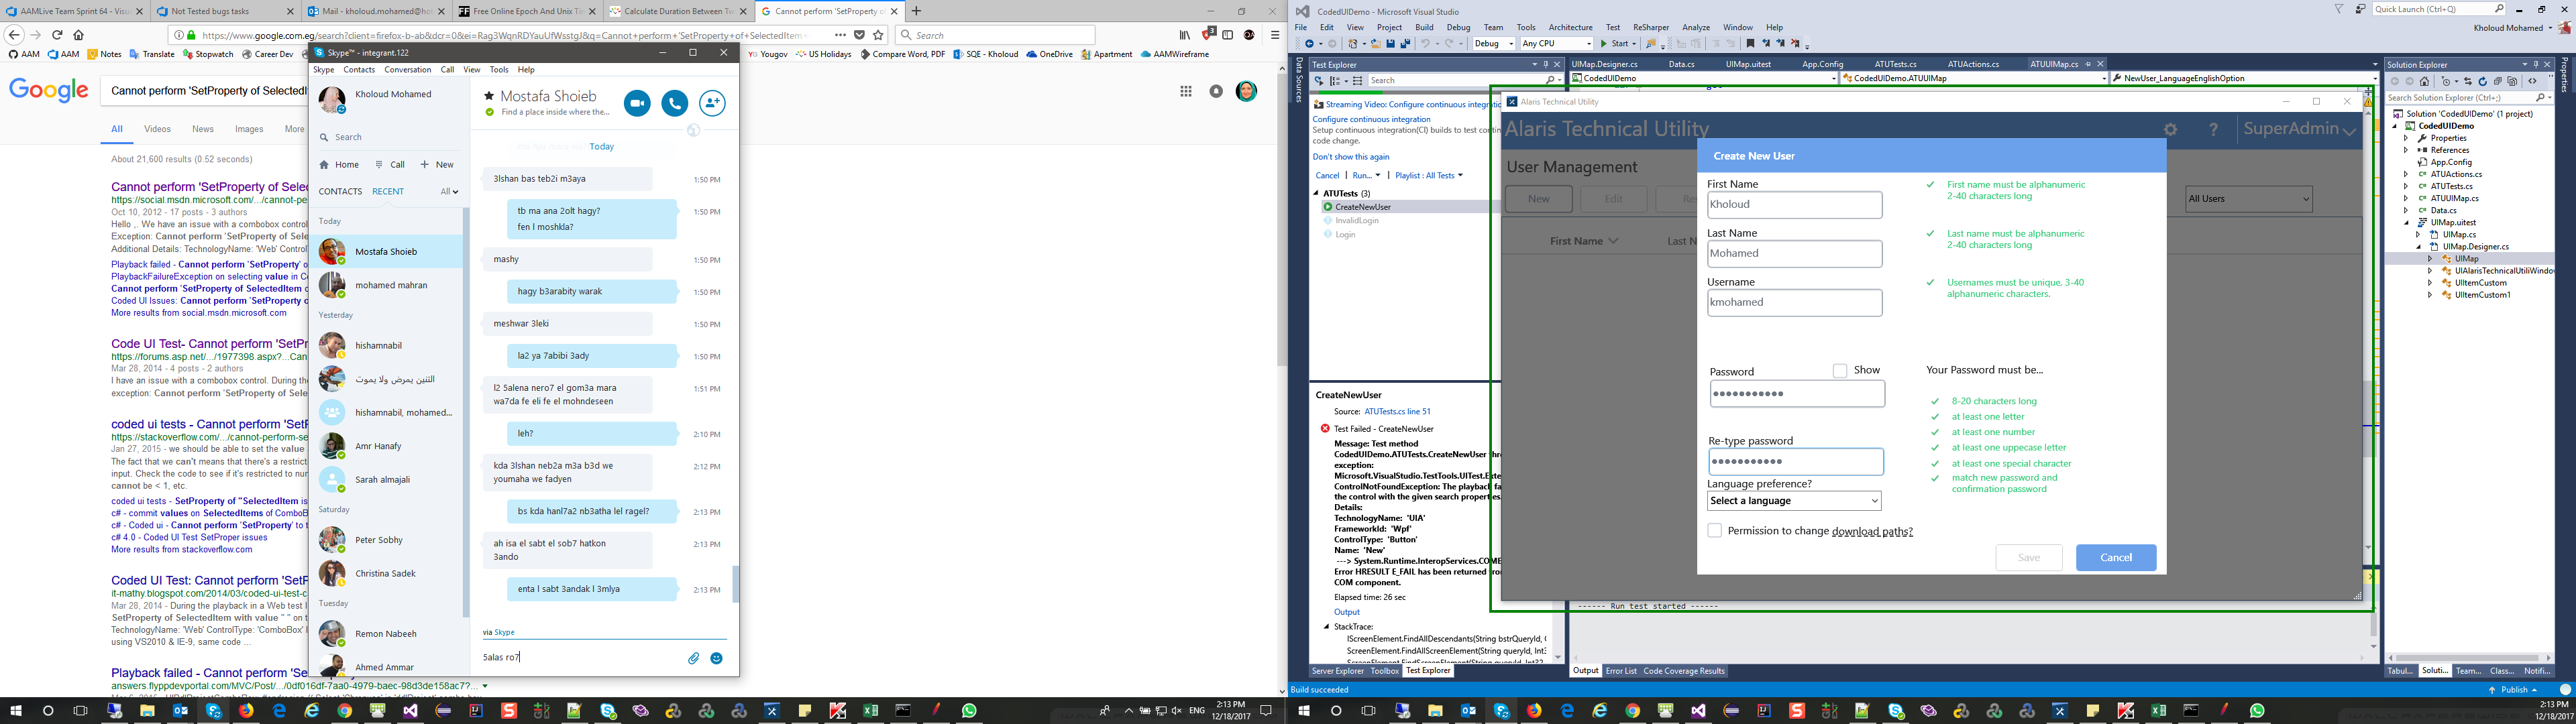 AAMLive Team Sprint 64 - Visu
Not Tested bugs tasks
Mail - kholoud.mohamed@ho
Free Online Epoch And Unix Tim
Calculate Duration Between Tw
Cannot perform 'SetProperty of
https://www.google.com.eg/search?client=firefox-b-ab&dcr=0&ei=Rag3WqnRDYauUfWsstgJ&q=Cannot+perform+'SetProperty+of+SelectedItem+
Search
AAM
AAM
Notes
Translate
Stopwatch
Career Dev
Yougov
US Holidays
Compare Word, PDF
SQE - Kholoud
OneDrive
Apartment
AAMWireframe
Google
Cannot perform 'SetProperty of SelectedI
All
Videos
News
Images
More
About 21,600 results (0.52 seconds)
Cannot perform 'SetProperty of Selec
https://social.msdn.microsoft.com/.../cannot-per
Oct 10, 2012 - 17 posts - 3 authors
Hello ,. We have an issue with a combobox contro
Exception: Cannot perform 'SetProperty of Selec
Additional Details: TechnologyName: 'Web' Control
Playback failed - Cannot perform 'SetProperty' o
PlaybackFailureException on selecting value in Co
Cannot perform 'SetProperty of SelectedItem
Coded UI Issues: Cannot perform 'SetProperty o
More results from social.msdn.microsoft.com
Code UI Test- Cannot perform 'SetP
https://forums.asp.net/.../1977398.aspx?...Can
Mar 28, 2014 - 4 posts - 2 authors
I have an issue with a combobox control. During the
exception: Cannot perform 'SetProperty of Selec
coded ui tests - Cannot perform 'SetF
https://stackoverflow.com/.../cannot-perform-se
Jan 27, 2015 - we should be able to set the value
The fact that we can't means that there's a restrict
input. Check the code to see if it's restricted to nur
cannot be < 1, etc.
coded ui tests - SetProperty of "SelectedItem is
c# - commit values on SelectedItems of ComboB
c# - Coded ui - Cannot perform 'SetProperty' to t
c# 4.0 - Coded UI Test SetProper issues
More results from stackoverflow.com
Coded UI Test: Cannot perform 'SetF
it-mathy.blogspot.com/2014/03/coded-ui-test-c
Mar 28, 2014 - During the playback in a Web test I
SetProperty of SelectedItem with value " " on t
TechnologyName: 'Web' ControlType: 'ComboBox' I
using VS2010 & IE-9, same code ...
Playback failed - Cannot perform 'Se
answers.flyppdevportal.com/MVC/Post/.../0df016df-7aa0-4979-baec-98d3de158ac7?...
Skype™ - integrant.122
Skype
Contacts
Conversation
Call
View
Tools
Help
Kholoud Mohamed
Search
Home
Call
New
CONTACTS
RECENT
All
Today
Mostafa Shoieb
mohamed mahran
Yesterday
hishamnabil
التنين يمرض ولا يموت
hishamnabil, mohamed...
Amr Hanafy
Sarah almajali
Saturday
Peter Sobhy
Christina Sadek
Tuesday
Remon Nabeeh
Ahmed Ammar
Mostafa Shoieb
Find a place inside where the...
Today
3lshan bas teb2i m3aya
1:50 PM
tb ma ana 2olt hagy?
fen l moshkla?
1:50 PM
mashy
1:50 PM
hagy b3arabity warak
1:50 PM
meshwar 3leki
1:50 PM
la2 ya 7abibi 3ady
1:50 PM
l2 5alena nero7 el gom3a mara
wa7da fe eli fe el mohndeseen
1:51 PM
leh?
2:10 PM
kda 3lshan neb2a m3a b3d we
youmaha we fadyen
2:12 PM
bs kda hanl7a2 nb3atha lel ragel?
2:13 PM
ah isa el sabt el sob7 hatkon
3ando
2:13 PM
enta l sabt 3andak l 3mlya
2:13 PM
via Skype
5alas ro7
ENG
2:13 PM
12/18/2017
CodedUIDemo - Microsoft Visual Studio
Quick Launch (Ctrl+Q)
File
Edit
View
Project
Build
Debug
Team
Tools
Architecture
Test
ReSharper
Analyze
Window
Help
Kholoud Mohamed
Debug
Any CPU
Start
Data Sources
Test Explorer
Search
Streaming Video: Configure continuous integratio
Configure continuous integration
Setup continuous integration(CI) builds to test conti
code change.
Don't show this again
Cancel
Run...
Playlist : All Tests
ATUTests (3)
CreateNewUser
InvalidLogin
Login
CreateNewUser
Source: ATUTests.cs line 51
Test Failed - CreateNewUser
Message: Test method
CodedUIDemo.ATUTests.CreateNewUser thre
exception:
Microsoft.VisualStudio.TestTools.UITest.Exte
ControlNotFoundException: The playback fa
the control with the given search properties.
Details:
TechnologyName: 'UIA'
FrameworkId: 'Wpf'
ControlType: 'Button'
Name: 'New'
---> System.Runtime.InteropServices.COME
Error HRESULT E_FAIL has been returned fro
COM component.
Elapsed time: 26 sec
Output
StackTrace:
IScreenElement.FindAllDescendants(String bstrQueryId, O
ScreenElement.FindAllScreenElement(String queryId, Int3
Server Explorer
Toolbox
Test Explorer
UIMap.Designer.cs
Data.cs
UIMap.uitest
App.Config
ATUTests.cs
ATUActions.cs
ATUUIMap.cs
CodedUIDemo
CodedUIDemo.ATUUIMap
NewUser_LanguageEnglishOption
Alaris Technical Utility
Alaris Technical Utility
?
SuperAdmin
User Management
New
Edit
All Users
First Name
Last N
Create New User
First Name
Kholoud
First name must be alphanumeric
2-40 characters long
Last Name
Mohamed
Last name must be alphanumeric
2-40 characters long
Username
kmohamed
Usernames must be unique, 3-40
alphanumeric characters.
Password
Show
Your Password must be...
8-20 characters long
at least one letter
at least one number
at least one uppecase letter
at least one special character
match new password and
confirmation password
Re-type password
Language preference?
Select a language
Permission to change download paths?
Save
Cancel
------ Run test started ------
Output
Error List
Code Coverage Results
Solution Explorer
Search Solution Explorer (Ctrl+;)
Solution 'CodedUIDemo' (1 project)
CodedUIDemo
Properties
References
App.Config
ATUActions.cs
ATUTests.cs
ATUUIMap.cs
Data.cs
UIMap.uitest
UIMap.cs
UIMap.Designer.cs
UIMap
UIAlarisTechnicalUtiliWindow
UIItemCustom
UIItemCustom1
Properties
Tabul...
Soluti...
Team...
Class...
Notifi...
Build succeeded
Publish
ENG
2:13 PM
12/18/2017